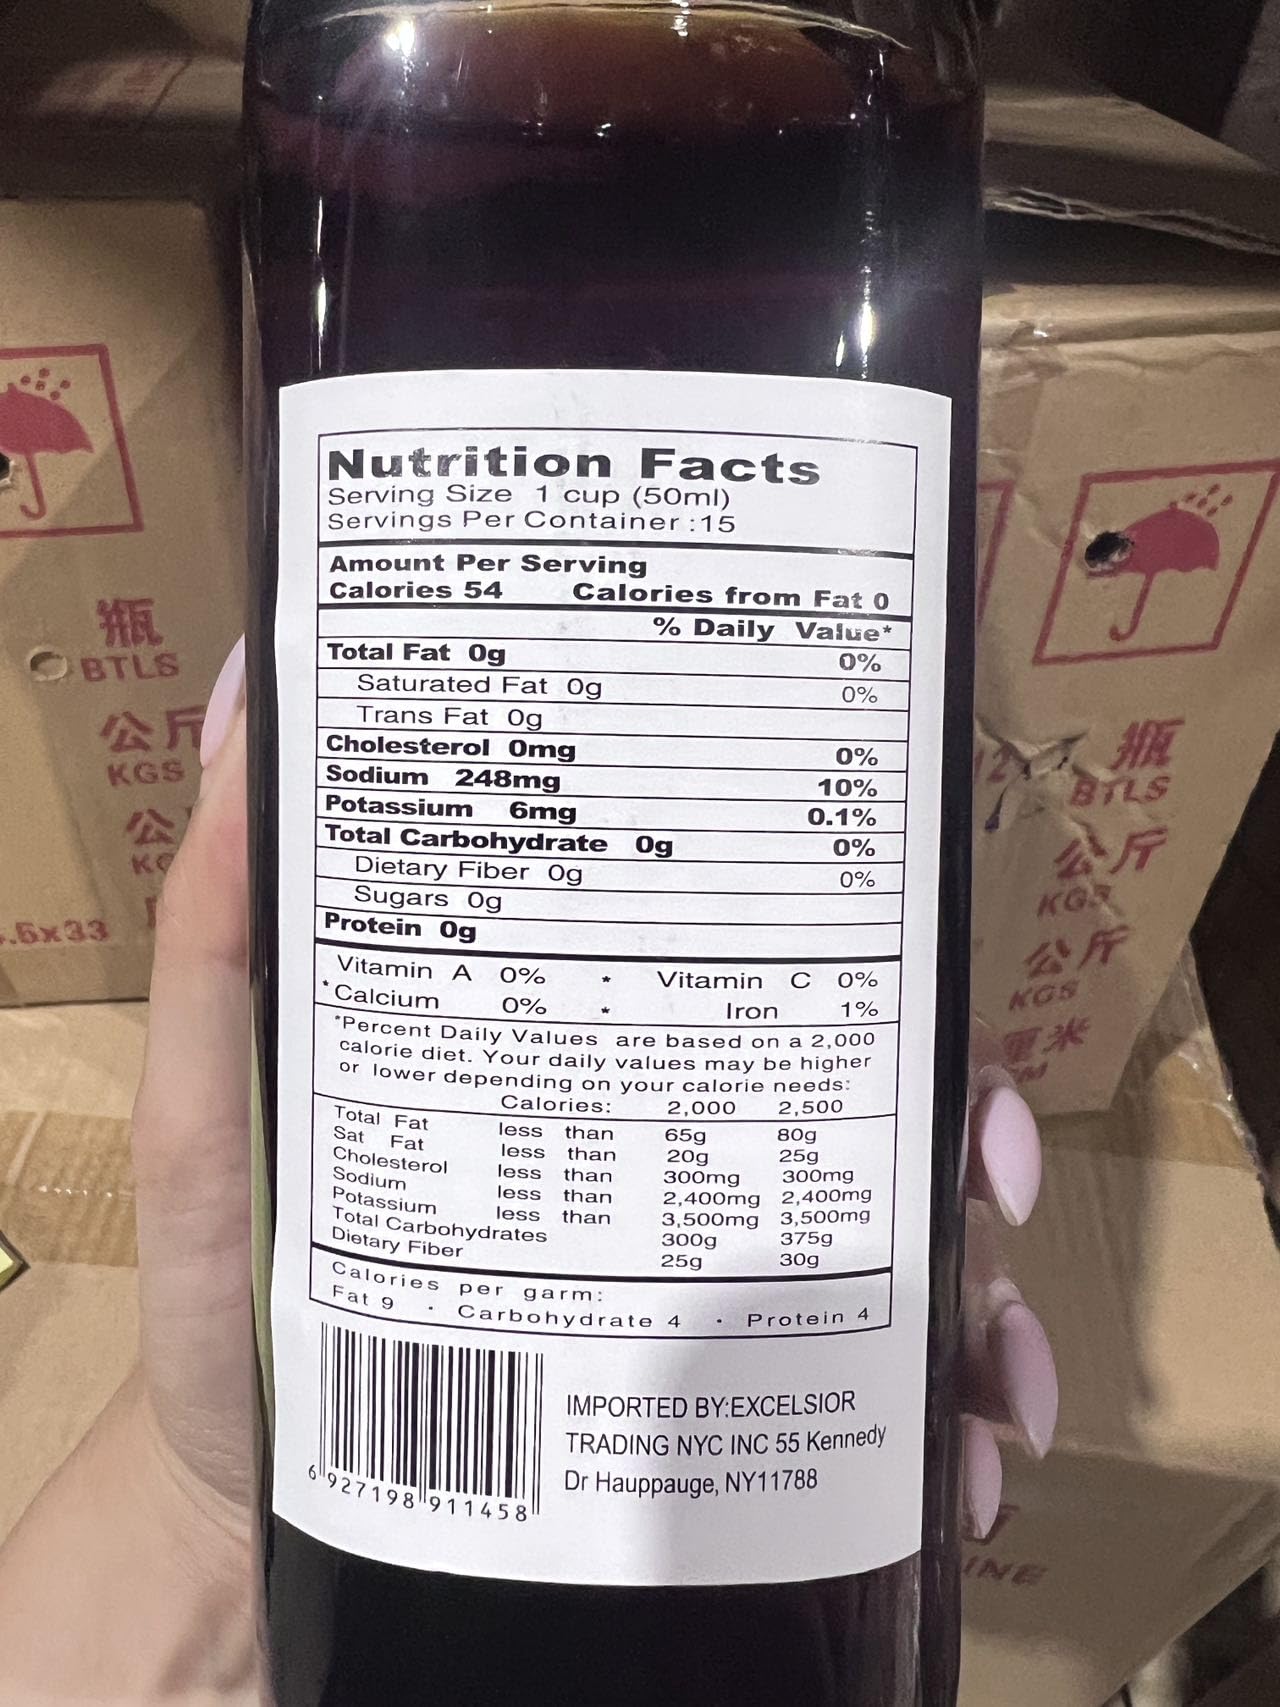 Nutrition Facts
Serving Size 1 cup (50ml)
Servings Per Container :15
Amount Per Serving
Calories 54 Calories from Fat 0
% Daily Value*
Total Fat 0g 0%
Saturated Fat 0g 0%
Trans Fat 0g
Cholesterol 0mg 0%
Sodium 248mg 10%
Potassium 6mg 0.1%
Total Carbohydrate 0g 0%
Dietary Fiber 0g 0%
Sugars 0g
Protein 0g
Vitamin A 0% * Vitamin C 0%
*Calcium 0% * Iron 1%
*Percent Daily Values are based on a 2,000
calorie diet. Your daily values may be higher
or lower depending on your calorie needs:
Calories: 2,000 2,500
Total Fat less than 65g 80g
Sat Fat less than 20g 25g
Cholesterol less than 300mg 300mg
Sodium less than 2,400mg 2,400mg
Potassium less than 3,500mg 3,500mg
Total Carbohydrates 300g 375g
Dietary Fiber 25g 30g
Calories per garm:
Fat 9 · Carbohydrate 4 · Protein 4
6 927198 911458
IMPORTED BY:EXCELSIOR
TRADING NYC INC 55 Kennedy
Dr Hauppauge, NY11788
瓶
BTLS
公斤
KGS
公
瓶
BTLS
公斤
KGS
公斤
KGS
厘米